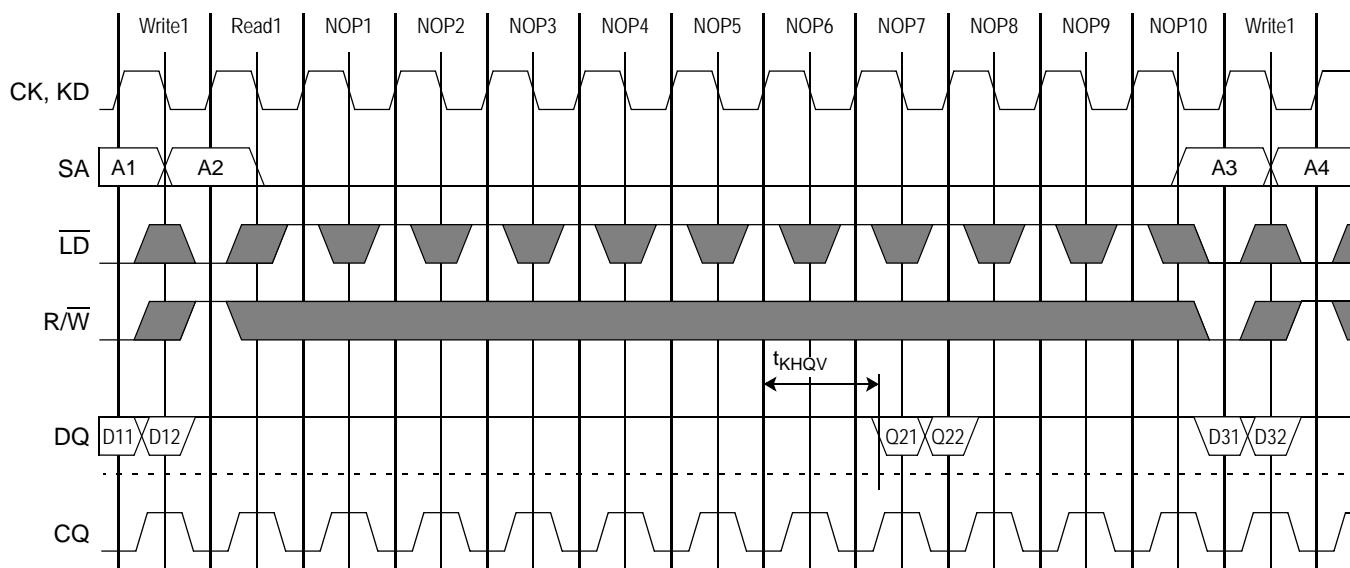 Write1 Read1 NOP1 NOP2 NOP3 NOP4 NOP5 NOP6 NOP7 NOP8 NOP9 NOP10 Write1
CK, KD
SA A1 A2 A3 A4
LD
R/W
tKHQV
DQ D11 D12 Q21 Q22 D31 D32
CQ